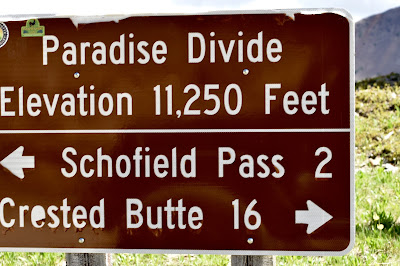 Paradise Divide
Elevation 11,250 Feet
Schofield Pass 2
Crested Butte 16